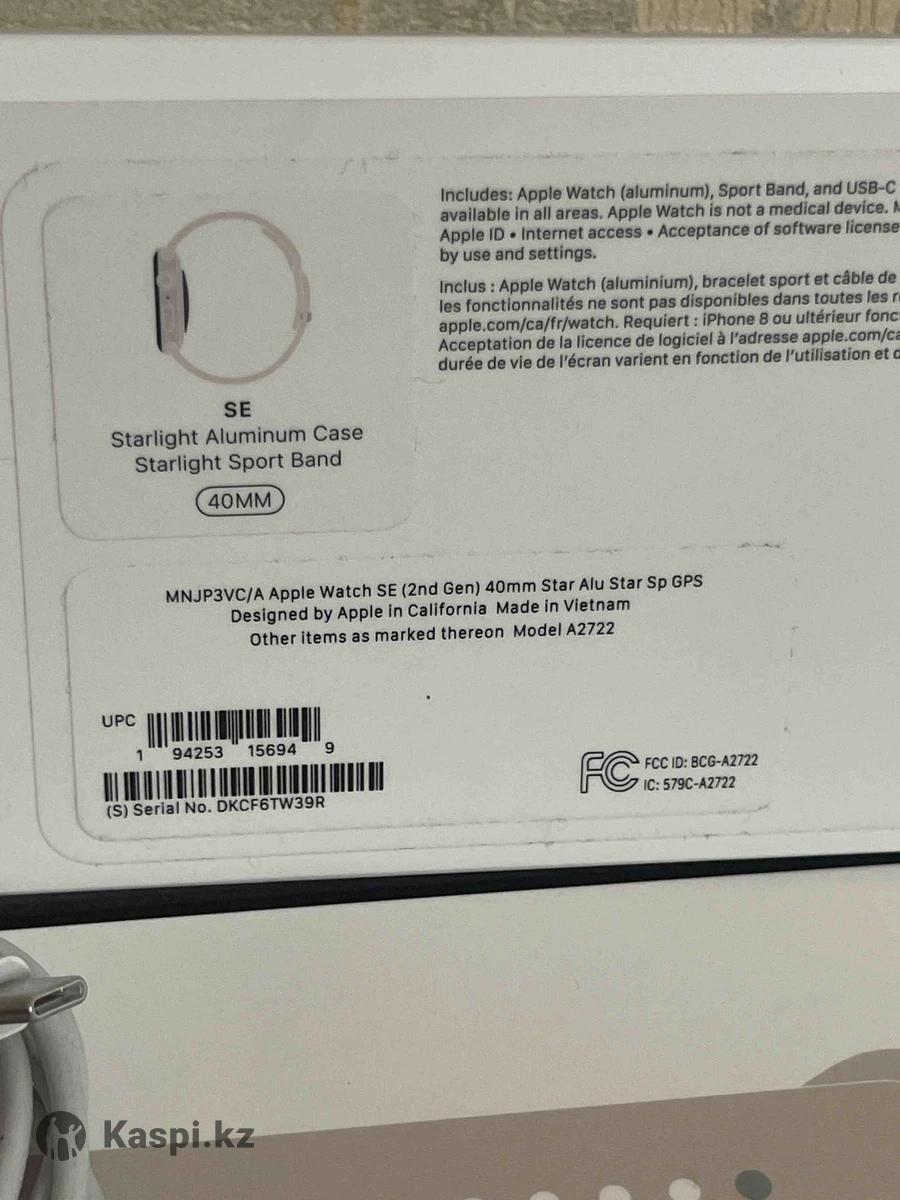 Includes: Apple Watch (aluminum), Sport Band, and USB-C
available in all areas. Apple Watch is not a medical device.
Apple ID • Internet access • Acceptance of software license
by use and settings.
Inclus : Apple Watch (aluminium), bracelet sport et câble de
les fonctionnalités ne sont pas disponibles dans toutes les
apple.com/ca/fr/watch. Requiert : iPhone 8 ou ultérieur
Acceptation de la licence de logiciel à l'adresse
durée de vie de l'écran varient en fonction de l'utilisation et
SE
Starlight Aluminum Case
Starlight Sport Band
40MM
MNJP3VC/A Apple Watch SE (2nd Gen) 40mm Star Alu Star Sp GPS
Designed by Apple in California Made in Vietnam
Other items as marked thereon Model A2722
UPC
1 94253 15694 9
(S) Serial No. DKCF6TW39R
FC FCC ID: BCG-A2722
IC: 579C-A2722
Kaspi.kz